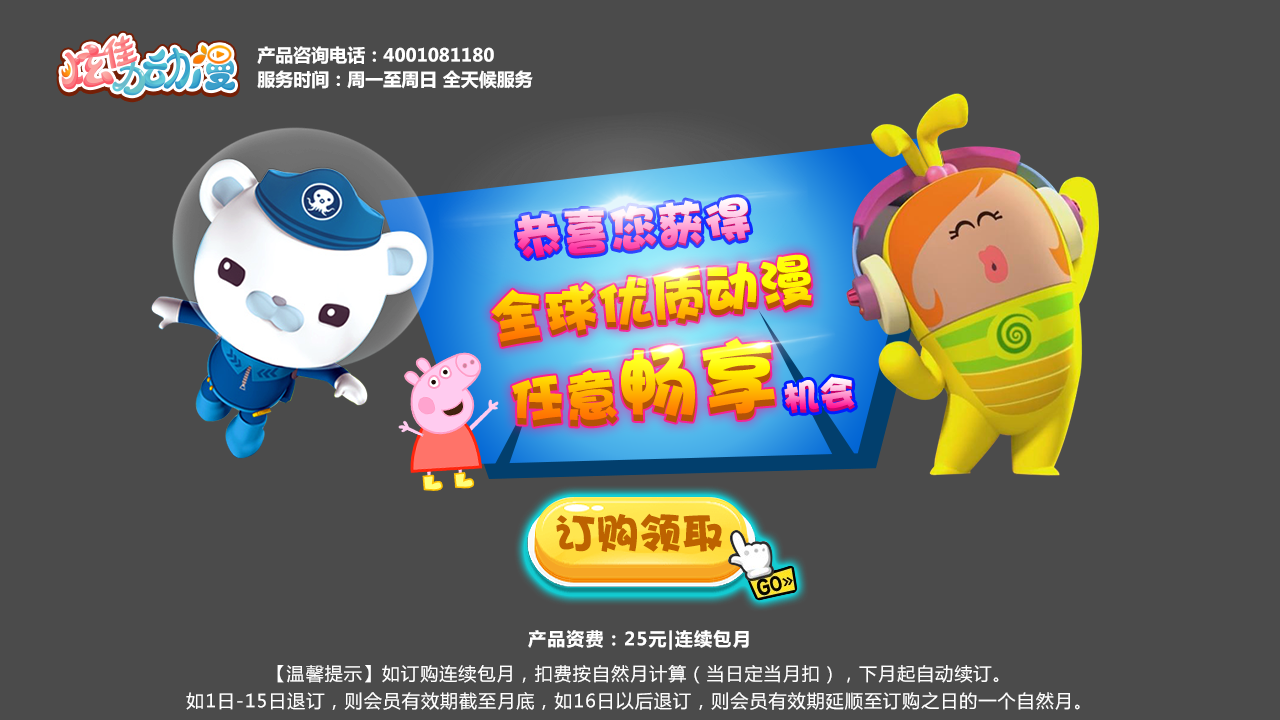 炫佳动漫
产品咨询电话：4001081180
服务时间：周一至周日 全天候服务
恭喜您获得
全球优质动漫
任意畅享机会
订购领取
GO»
产品资费：25元|连续包月
【温馨提示】如订购连续包月，扣费按自然月计算（当日定当月扣），下月起自动续订。
如1日-15日退订，则会员有效期截至月底，如16日以后退订，则会员有效期延顺至订购之日的一个自然月。